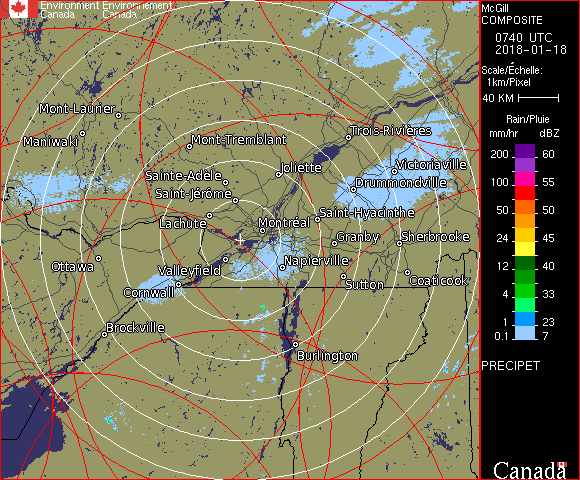 Environment Environnement
Canada Canada
McGill
COMPOSITE
0740 UTC
2018-01-18
Scale/Échelle:
1km/Pixel
40 KM
Rain/Pluie
mm/hr dBZ
200 60
100 55
50 50
24 45
12 40
4 33
1 23
0.1 7
PRECIPET
Canada
Mont-Laurier
Maniwaki
Mont-Tremblant
Trois-Rivières
Joliette
Victoriaville
Sainte-Adèle
Drummondville
Saint-Jérôme
Lachute
Saint-Hyacinthe
Montréal
Granby
Sherbrooke
Ottawa
Valleyfield
Napierville
Cornwall
Sutton
Coaticook
Brockville
Burlington